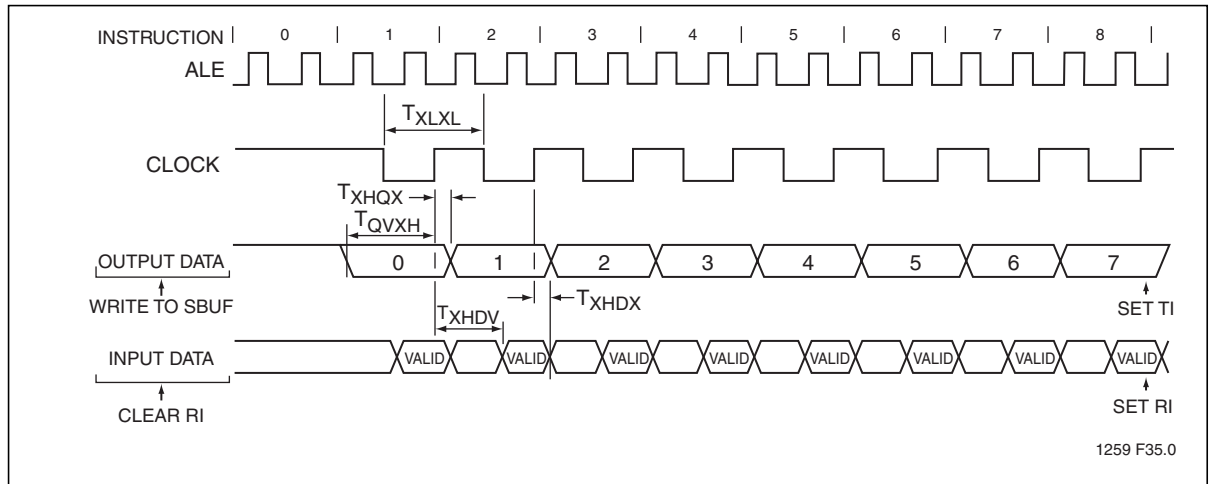 INSTRUCTION | 0 | 1 | 2 | 3 | 4 | 5 | 6 | 7 | 8 |
ALE
TXLXL
CLOCK
TXHQX
TQVXH
OUTPUT DATA 0 1 2 3 4 5 6 7
WRITE TO SBUF
TXHDX
SET TI
TXHDV
INPUT DATA VALID VALID VALID VALID VALID VALID VALID VALID
CLEAR RI
SET RI
1259 F35.0